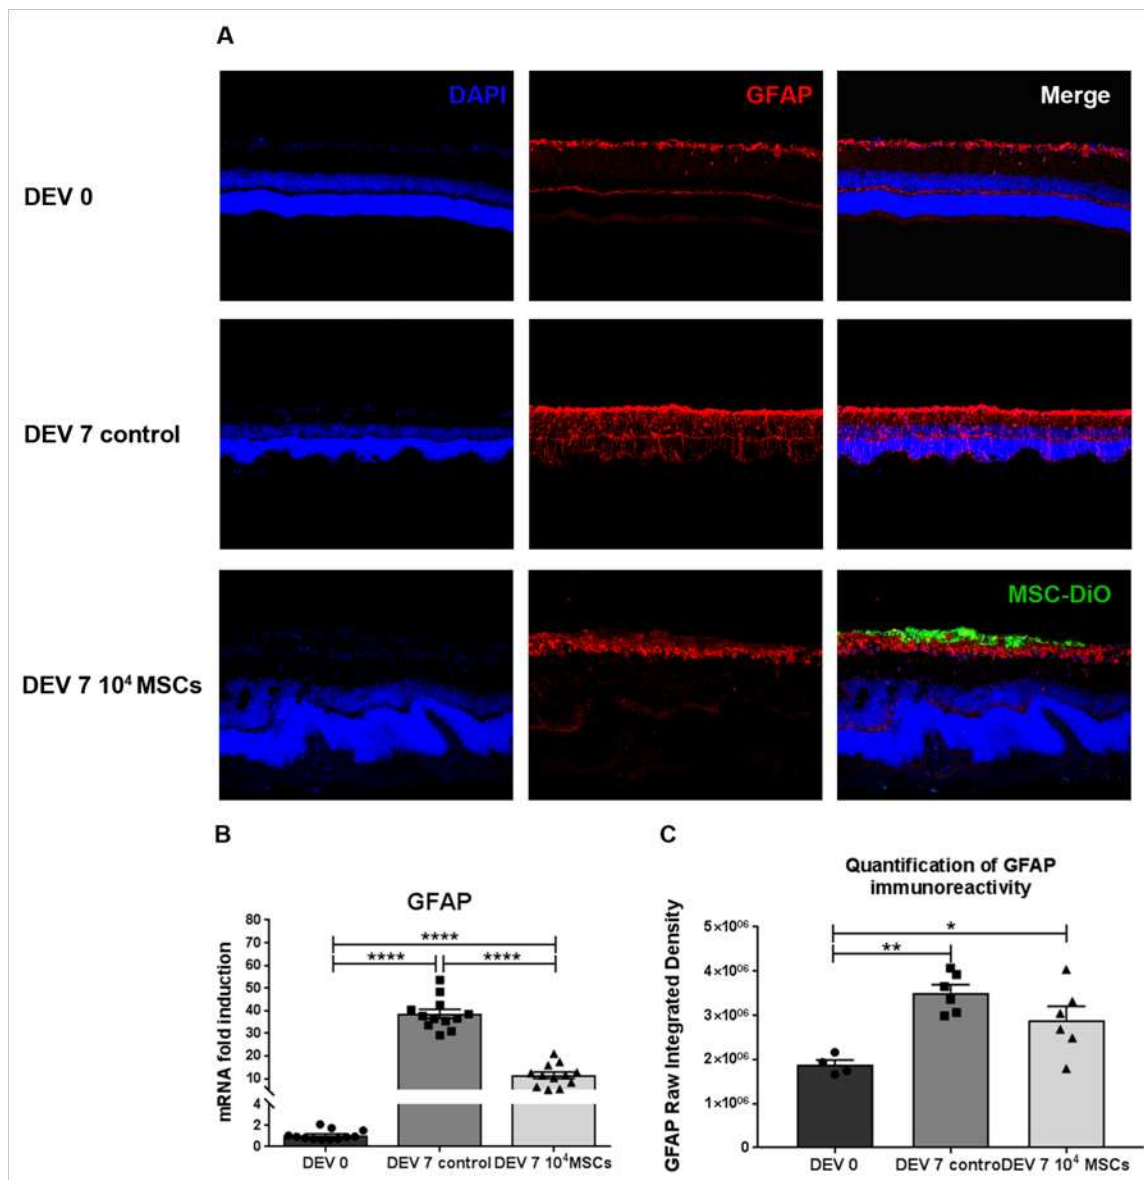 A
DAPI
GFAP
Merge
DEV 0
DEV 7 control
MSC-DiO
DEV 7 10⁴ MSCs
B
C
GFAP
mRNA fold induction
80
70
60
50
40
30
20
10
4
2
0
****
**** ****
DEV 0 DEV 7 control DEV 7 10⁴MSCs
Quantification of GFAP
immunoreactivity
GFAP Raw Integrated Density
5×10⁰⁶
4×10⁰⁶
3×10⁰⁶
2×10⁰⁶
1×10⁰⁶
0
*
**
DEV 0 DEV 7 contro DEV 7 10⁴ MSCs